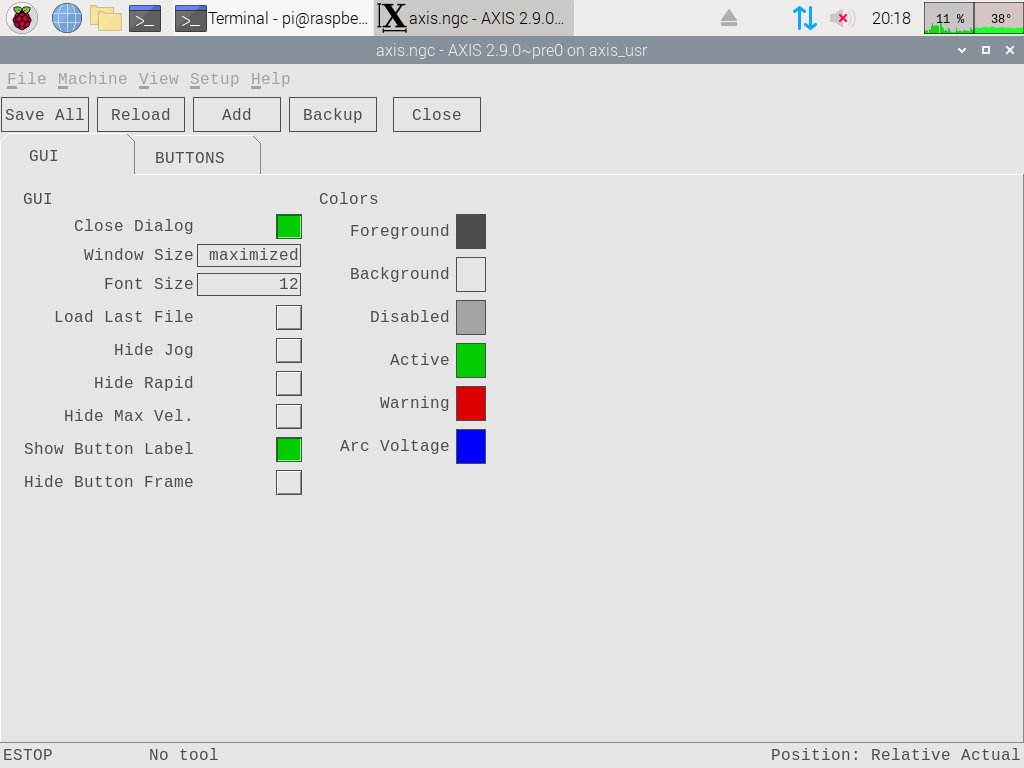 Terminal - pi@raspbe...
axis.ngc - AXIS 2.9.0...
20:18
11 %
38°
axis.ngc - AXIS 2.9.0~pre0 on axis_usr
File Machine View Setup Help
Save All Reload Add Backup Close
GUI BUTTONS
GUI
Close Dialog
Window Size maximized
Font Size 12
Load Last File
Hide Jog
Hide Rapid
Hide Max Vel.
Show Button Label
Hide Button Frame
Colors
Foreground
Background
Disabled
Active
Warning
Arc Voltage
ESTOP No tool Position: Relative Actual